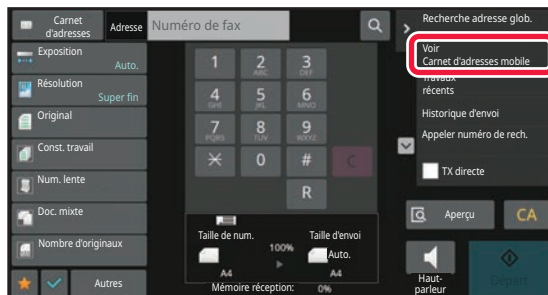 Carnet
d'adresses
Adresse
Numéro de fax
Recherche adresse glob.
Voir
Carnet d'adresses mobile
Travaux
récents
Historique d'envoi
Appeler numéro de rech.
TX directe
Exposition
Auto.
Résolution
Super fin
Original
Const. travail
Num. lente
Doc. mixte
Nombre d'originaux
Autres
1
2
ABC
3
DEF
4
GHI
5
JKL
6
MNO
7
PQRS
8
TUV
9
WXYZ
0
#
C
R
Taille de num.
100%
Taille d'envoi
Auto.
A4
A4
Mémoire réception: 0%
Aperçu
CA
Haut-
parleur
Départ